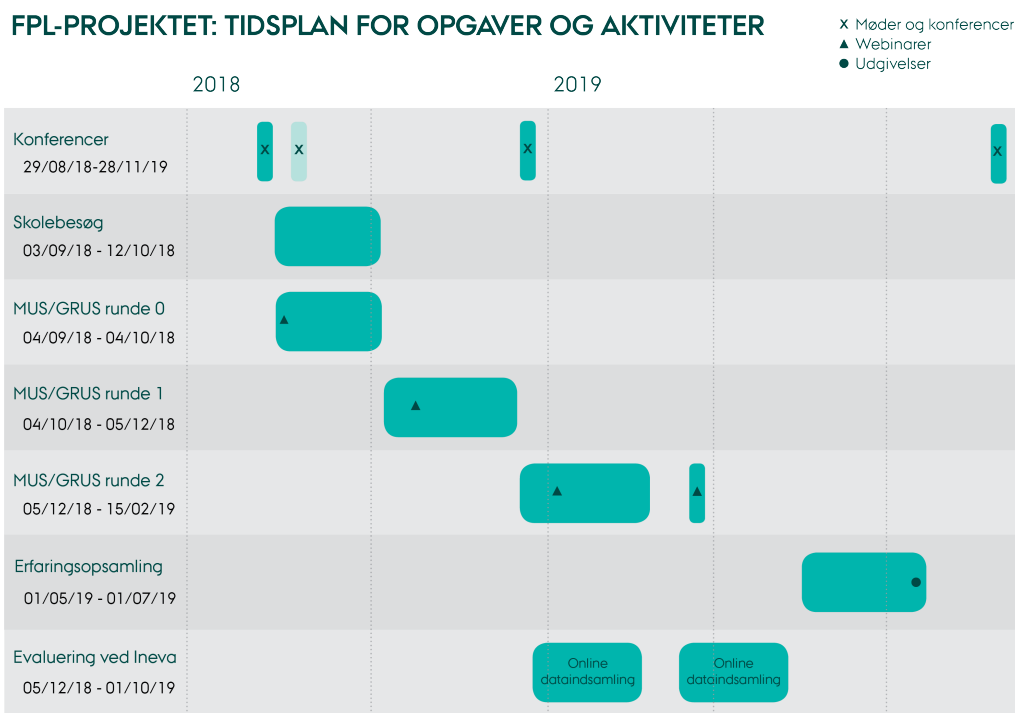 FPL-PROJEKTET: TIDSPLAN FOR OPGAVER OG AKTIVITETER
x Møder og konferencer
▲ Webinarer
● Udgivelser
2018
2019
Konferencer
29/08/18-28/11/19
x
x
x
x
Skolebesøg
03/09/18 - 12/10/18
MUS/GRUS runde 0
04/09/18 - 04/10/18
MUS/GRUS runde 1
04/10/18 - 05/12/18
MUS/GRUS runde 2
05/12/18 - 15/02/19
Erfaringsopsamling
01/05/19 - 01/07/19
Evaluering ved Ineva
05/12/18 - 01/10/19
Online
dataindsamling
Online
dataindsamling